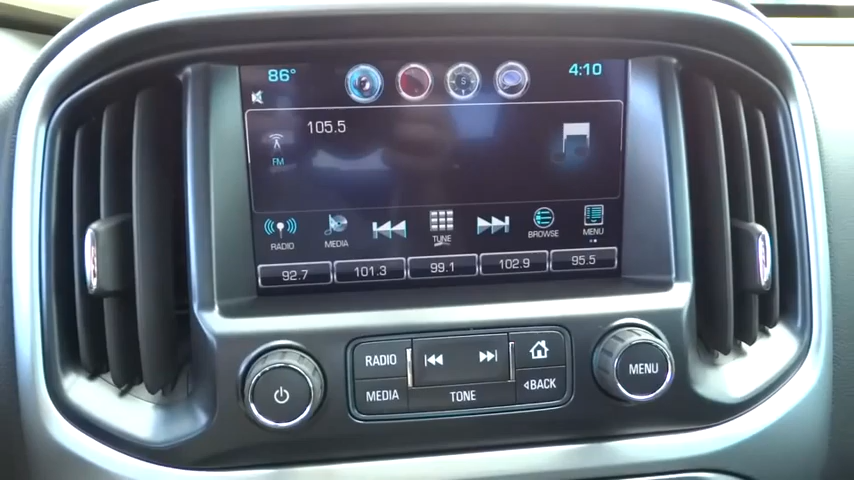 86° 4:10
105.5
FM
RADIO MEDIA TUNE BROWSE MENU
92.7 101.3 99.1 102.9 95.5
RADIO
MENU
MEDIA TONE BACK
S